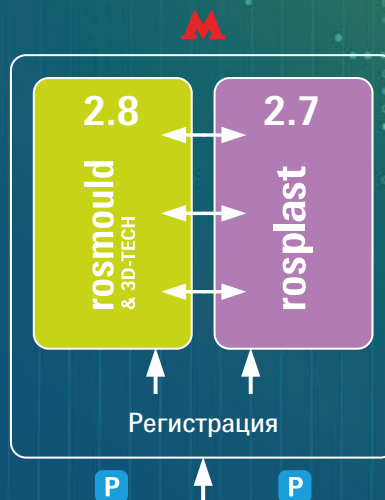 М
2.8
rosmould
& 3D-TECH
2.7
rosplast
Регистрация
P
P